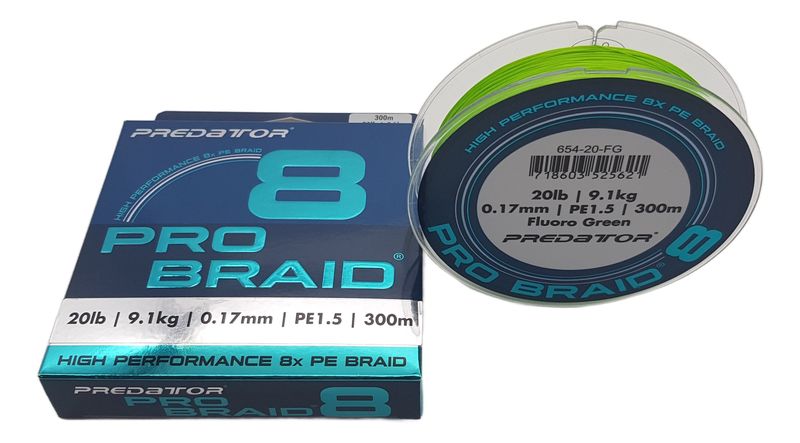 300m
PREDATOR®
HIGH PERFORMANCE 8X PE BRAID
8
PRO
BRAID®
20lb | 9.1kg | 0.17mm | PE1.5 | 300m
HIGH PERFORMANCE 8x PE BRAID
PREDATOR®
PRO
BRAID® 8
HIGH PERFORMANCE 8X PE BRAID
654-20-FG
718603 525621
20lb | 9.1kg
0.17mm | PE1.5 | 300m
Fluoro Green
PREDATOR®
PRO BRAID® 8